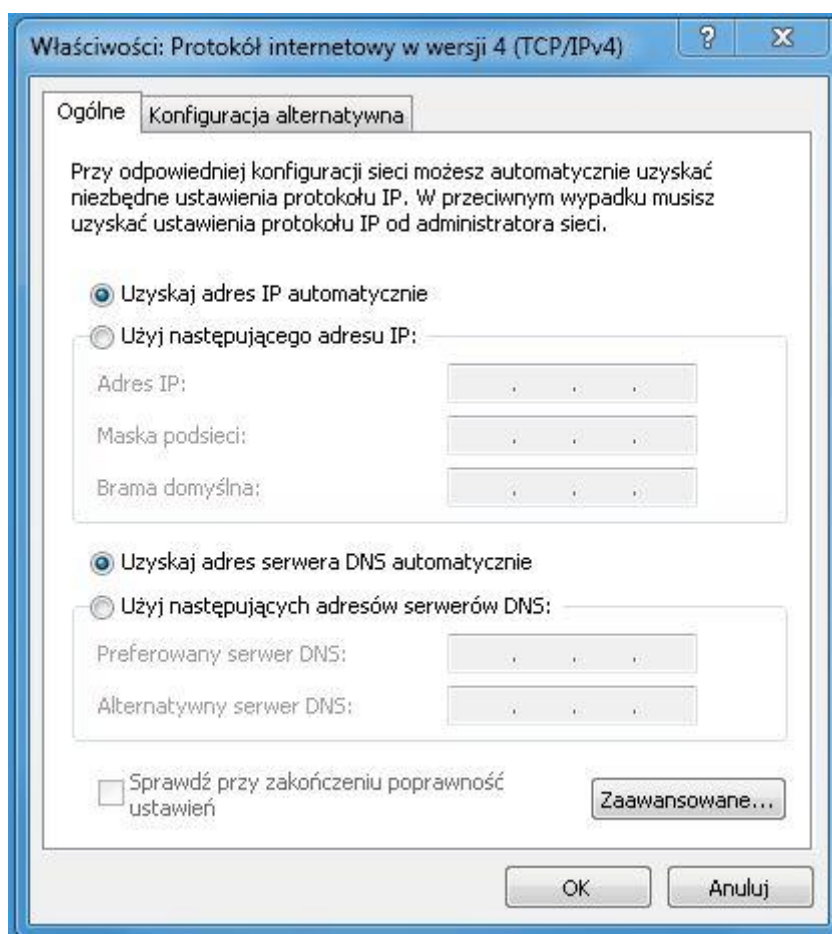 Właściwości: Protokół internetowy w wersji 4 (TCP/IPv4)
?
X
Ogólne
Konfiguracja alternatywna
Przy odpowiedniej konfiguracji sieci możesz automatycznie uzyskać
niezbędne ustawienia protokołu IP. W przeciwnym wypadku musisz
uzyskać ustawienia protokołu IP od administratora sieci.
Uzyskaj adres IP automatycznie
Użyj następującego adresu IP:
Adres IP:
. . .
Maska podsieci:
. . .
Brama domyślna:
. . .
Uzyskaj adres serwera DNS automatycznie
Użyj następujących adresów serwerów DNS:
Preferowany serwer DNS:
. . .
Alternatywny serwer DNS:
. . .
Sprawdź przy zakończeniu poprawność
ustawień
Zaawansowane...
OK
Anuluj